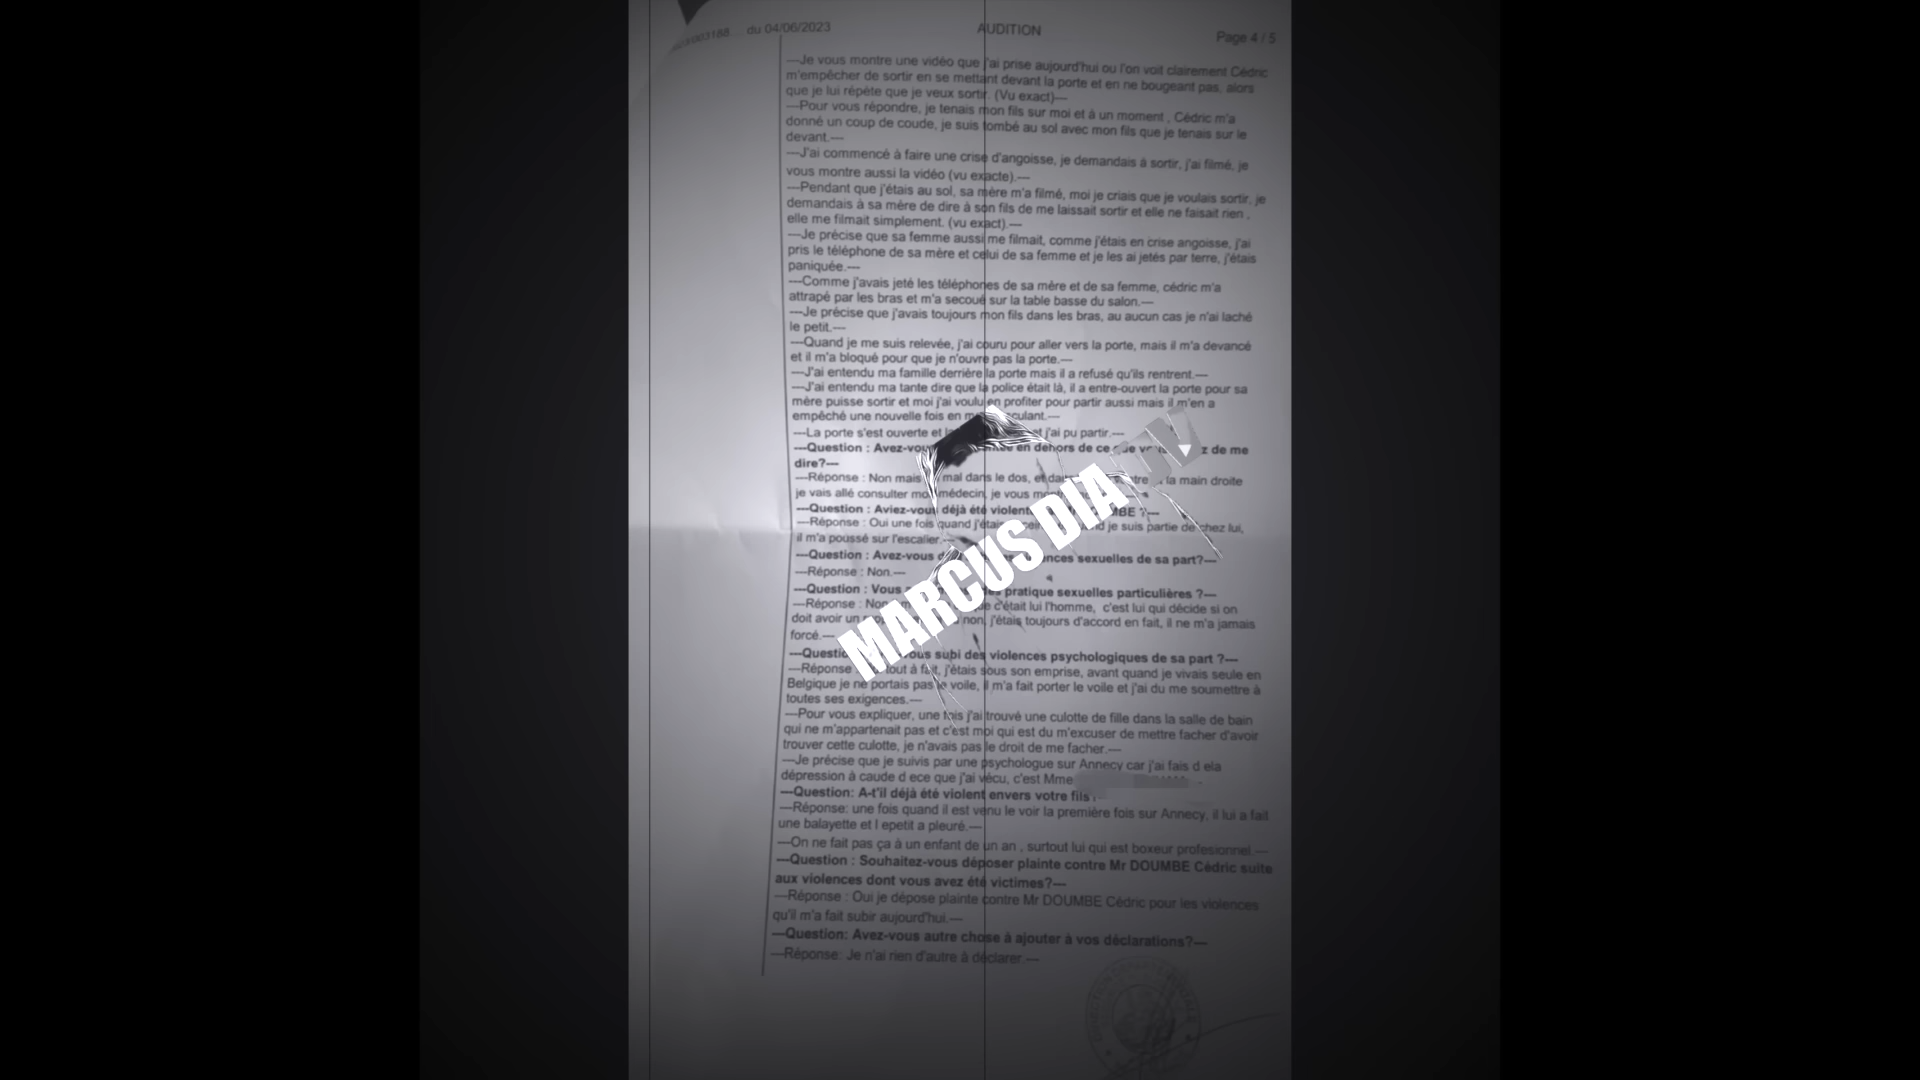 du 04/06/2023 AUDITION Page 4 / 5
---Je vous montre une vidéo que j'ai prise aujourd'hui ou l'on voit clairement Cédric
m'empêcher de sortir en se mettant devant la porte et en ne bougeant pas, alors
que je lui répète que je veux sortir. (Vu exact)---
---Pour vous répondre, je tenais mon fils sur moi et à un moment , Cédric m'a
donné un coup de coude, je suis tombé au sol avec mon fils que je tenais sur le
devant.---
---J'ai commencé à faire une crise d'angoisse, je demandais à sortir, j'ai filmé, je
vous montre aussi la vidéo (vu exacte).---
---Pendant que j'étais au sol, sa mère m'a filmé, moi je criais que je voulais sortir, je
demandais à sa mère de dire à son fils de me laissait sortir et elle ne faisait rien ,
elle me filmait simplement. (vu exact).---
---Je précise que sa femme aussi me filmait, comme j'étais en crise angoisse, j'ai
pris le téléphone de sa mère et celui de sa femme et je les ai jetés par terre, j'étais
paniquée.---
---Comme j'avais jeté les téléphones de sa mère et de sa femme, cédric m'a
attrapé par les bras et m'a secoué sur la table basse du salon.---
---Je précise que j'avais toujours mon fils dans les bras, au aucun cas je n'ai laché
le petit.---
---Quand je me suis relevée, j'ai couru pour aller vers la porte, mais il m'a devancé
et il m'a bloqué pour que je n'ouvre pas la porte.---
---J'ai entendu ma famille derrière la porte mais il a refusé qu'ils rentrent.---
---J'ai entendu ma tante dire que la police était là, il a entre-ouvert la porte pour sa
mère puisse sortir et moi j'ai voulu en profiter pour partir aussi mais il m'en a
empêché une nouvelle fois en
---La porte s'est ouverte et et j'ai pu partir.---
---Question : en dehors de ce de me
dire?---
---Réponse : Non mais mal dans le dos, et la main droite
je vais allé consulter médecin, je vous
---Question : Aviez-vous déjà été ?---
---Réponse : Oui une fois quand je suis partie de chez lui,
il m'a poussé sur l'escalier.---
---Question : Avez-vous sexuelles de sa part?---
---Réponse : Non.---
---Question : Vous pratique sexuelles particulières ?---
---Réponse : c'était lui l'homme, c'est lui qui décide si on
doit avoir un non, j'étais toujours d'accord en fait, il ne m'a jamais
forcé.---
subi des violences psychologiques de sa part ?---
---Réponse tout à fait, j'étais sous son emprise, avant quand je vivais seule en
Belgique je ne portais pas le voile, il m'a fait porter le voile et j'ai du me soumettre à
toutes ses exigences.---
---Pour vous expliquer, une fois j'ai trouvé une culotte de fille dans la salle de bain
qui ne m'appartenait pas et c'est moi qui est du m'excuser de mettre facher d'avoir
trouver cette culotte, je n'avais pas le droit de me facher.---
---Je précise que je suivis par une psychologue sur Annecy car j'ai fais d ela
dépression à caude d ece que j'ai vécu, c'est Mme
---Question: A-t'il déjà été violent envers votre fils
---Réponse: une fois quand il est venu le voir la première fois sur Annecy, il lui a fait
une balayette et l epetit a pleuré.---
---On ne fait pas ça à un enfant de un an , surtout lui qui est boxeur profesionnel.---
---Question : Souhaitez-vous déposer plainte contre Mr DOUMBE Cédric suite
aux violences dont vous avez été victimes?---
---Réponse : Oui je dépose plainte contre Mr DOUMBE Cédric pour les violences
qu'il m'a fait subir aujourd'hui.---
---Question: Avez-vous autre chose à ajouter à vos déclarations?---
---Réponse: Je n'ai rien d'autre à déclarer.---
MARCUS DIA TV